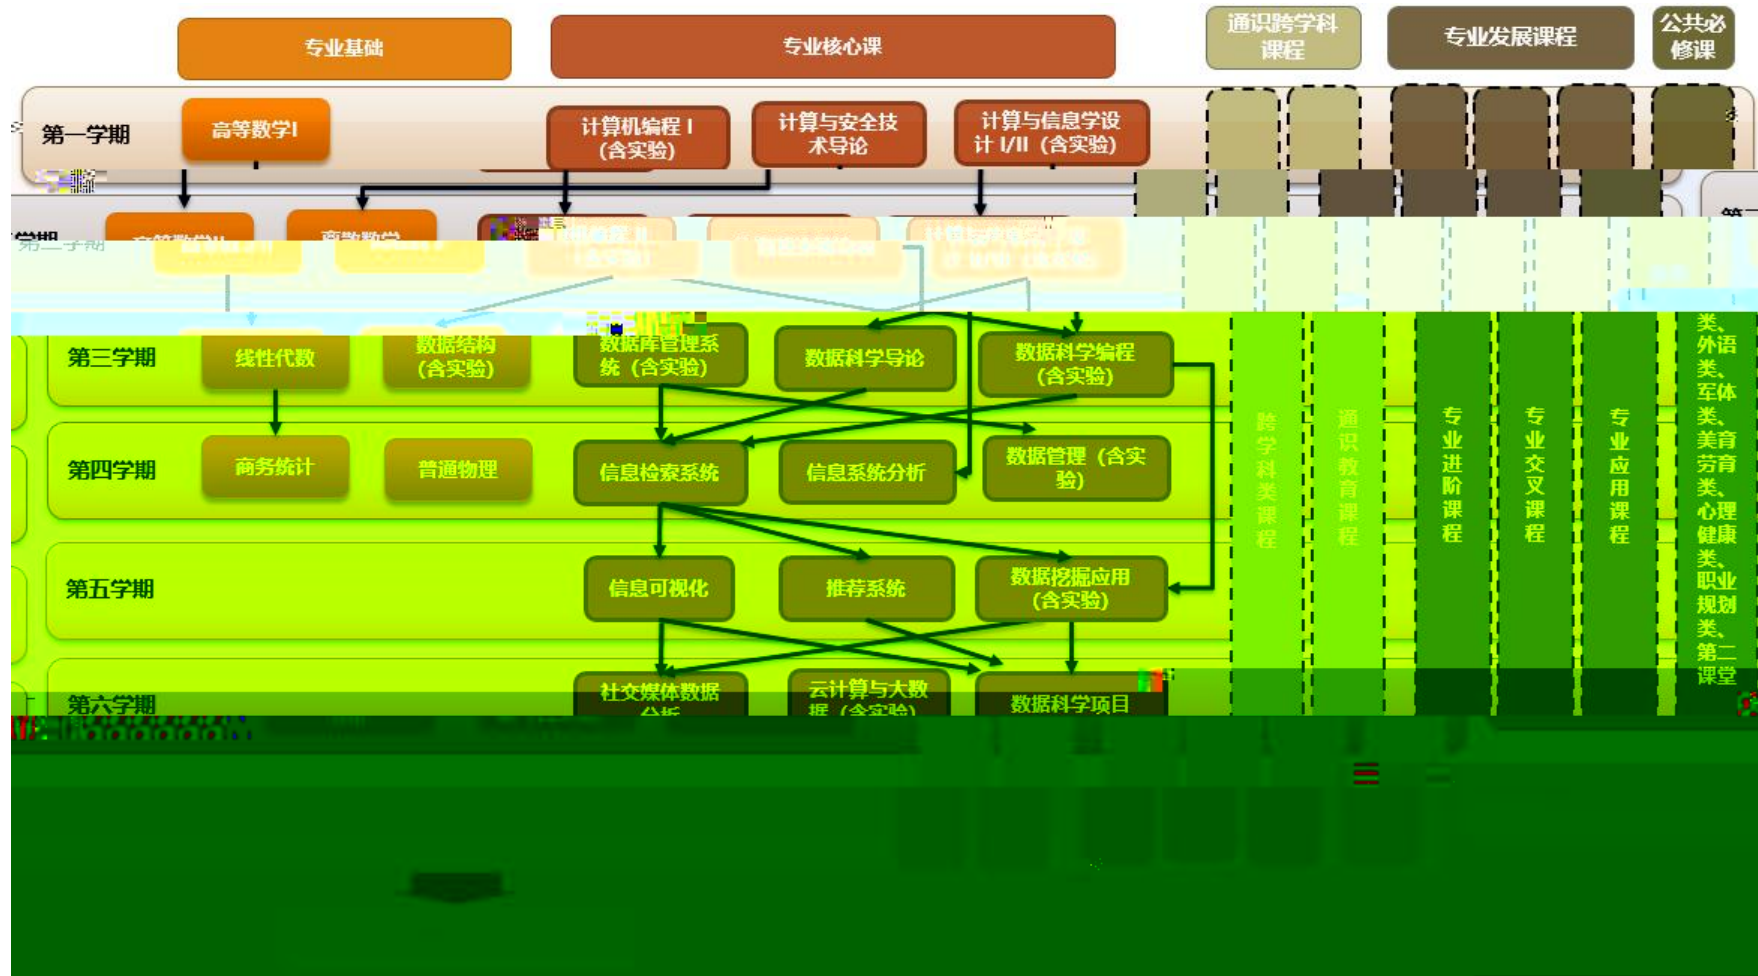 专业基础
专业核心课
通识跨学科
课程
专业发展课程
公共必
修课
第一学期
高等数学I
计算机编程 I
(含实验)
计算与安全技
术导论
计算与信息学设
计 I/II（含实验）
第三学期
线性代数
数据结构
(含实验)
数据库管理系
统（含实验)
数据科学导论
数据科学编程
(含实验)
第四学期
商务统计
普通物理
信息检索系统
信息系统分析
数据管理（含实
验)
第五学期
信息可视化
推荐系统
数据挖掘应用
(含实验)
第六学期
社交媒体数据
分析
云计算与大数
据（含实验)
数据科学项目
跨学科类课程
通识教育课程
专业进阶课程
专业交叉课程
专业应用课程
类、
外语
类、
军体
类、
美育
劳育
类、
心理
健康
类、
职业
规划
类、
第二
课堂